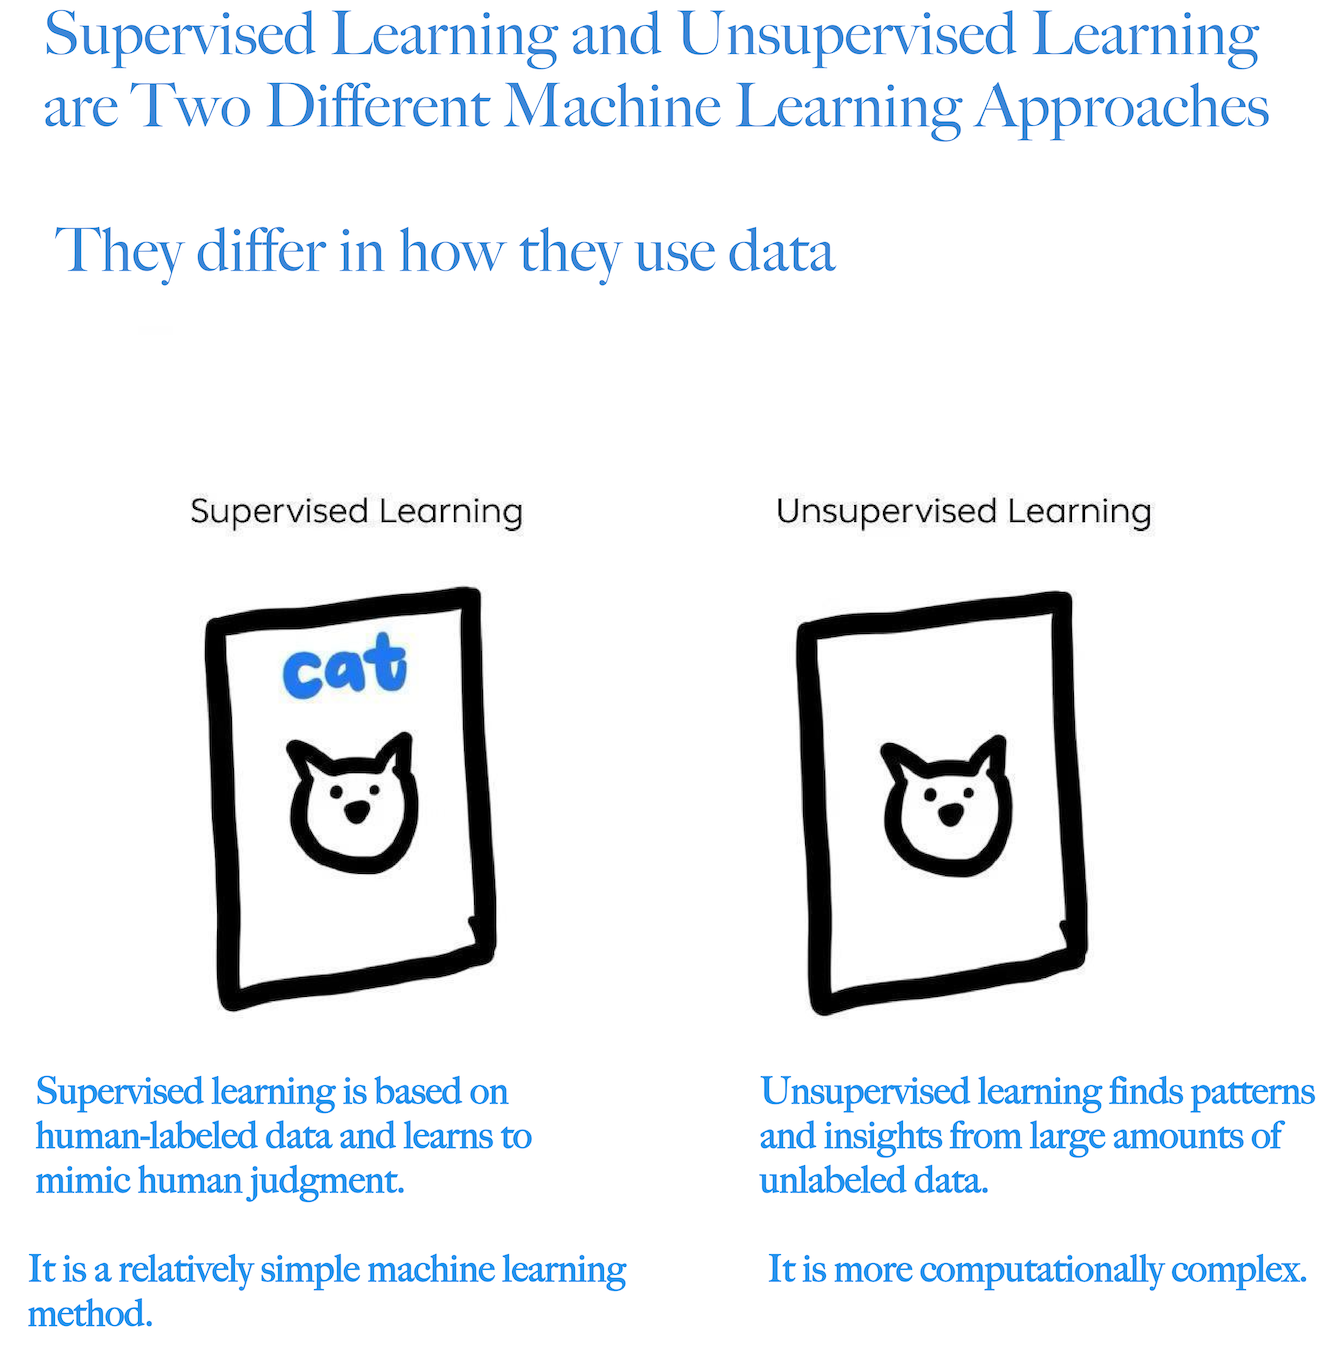 Supervised Learning and Unsupervised Learning
are Two Different Machine Learning Approaches
They differ in how they use data
Supervised Learning
cat
Supervised learning is based on
human-labeled data and learns to
mimic human judgment.
It is a relatively simple machine learning
method.
Unsupervised Learning
Unsupervised learning finds patterns
and insights from large amounts of
unlabeled data.
It is more computationally complex.